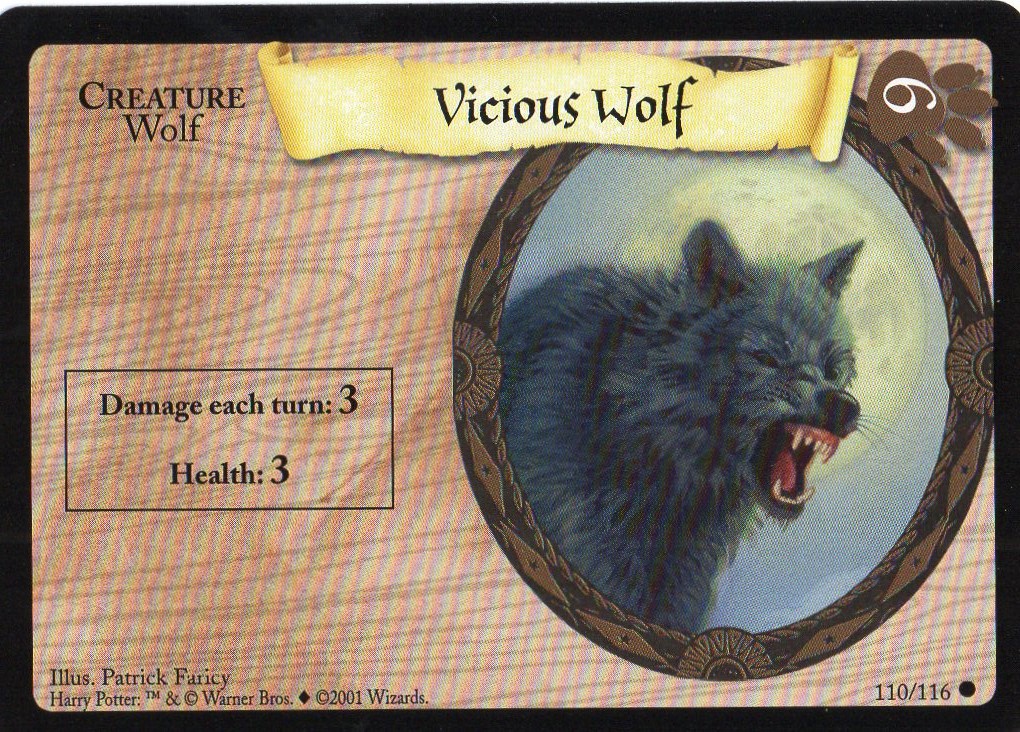 CREATURE
Wolf
Vicious Wolf
6
Damage each turn: 3
Health: 3
Illus. Patrick Faricy
Harry Potter: ™ & © Warner Bros. ♦ ©2001 Wizards.
110/116